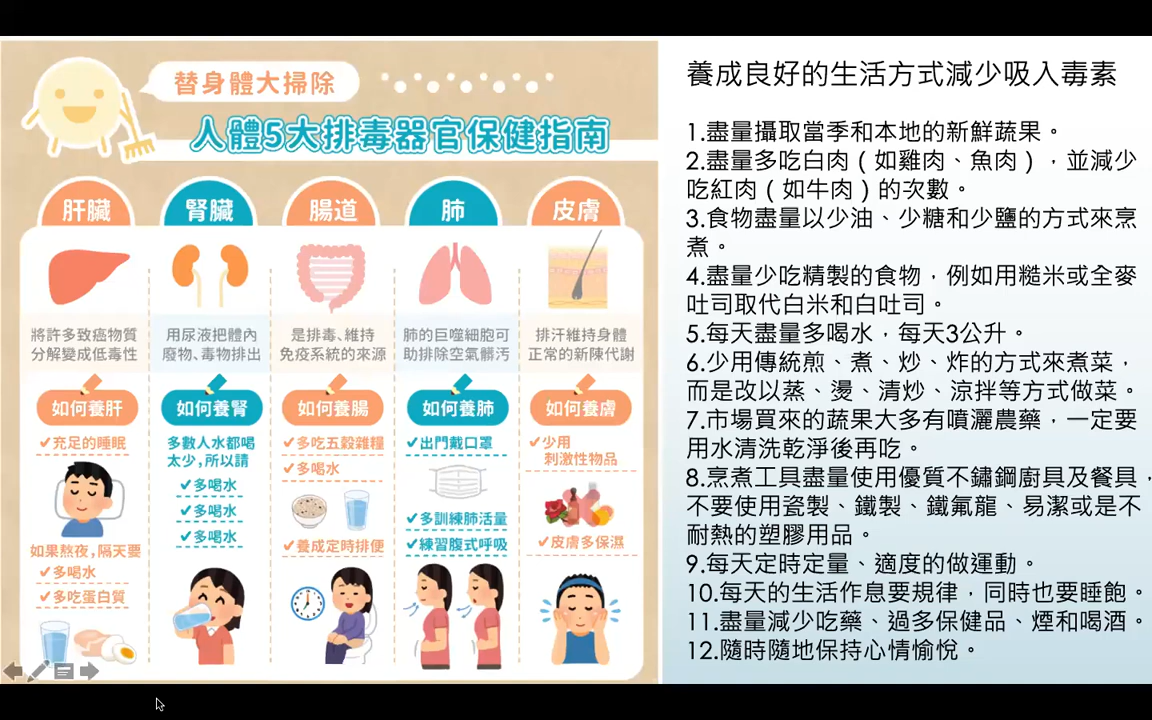 替身體大掃除
人體5大排毒器官保健指南
肝臟
將許多致癌物質
分解變成低毒性
如何養肝
✓充足的睡眠
如果熬夜,隔天要
✓多喝水
✓多吃蛋白質
腎臟
用尿液把體內
廢物、毒物排出
如何養腎
多數人水都喝
太少,所以請
✓多喝水
✓多喝水
✓多喝水
腸道
是排毒、維持
免疫系統的來源
如何養腸
✓多吃五穀雜糧
✓多喝水
✓養成定時排便
肺
肺的巨噬細胞可
助排除空氣髒污
如何養肺
✓出門戴口罩
✓多訓練肺活量
✓練習腹式呼吸
皮膚
排汗維持身體
正常的新陳代謝
如何養膚
✓少用
刺激性物品
✓皮膚多保濕
養成良好的生活方式減少吸入毒素
1.盡量攝取當季和本地的新鮮蔬果。
2.盡量多吃白肉(如雞肉、魚肉),並減少
吃紅肉(如牛肉)的次數。
3.食物盡量以少油、少糖和少鹽的方式來烹
煮。
4.盡量少吃精製的食物,例如用糙米或全麥
吐司取代白米和白吐司。
5.每天盡量多喝水,每天3公升。
6.少用傳統煎、煮、炒、炸的方式來煮菜,
而是改以蒸、燙、清炒、涼拌等方式做菜。
7.市場買來的蔬果大多有噴灑農藥,一定要
用水清洗乾淨後再吃。
8.烹煮工具盡量使用優質不鏽鋼廚具及餐具,
不要使用瓷製、鐵製、鐵氟龍、易潔或是不
耐熱的塑膠用品。
9.每天定時定量、適度的做運動。
10.每天的生活作息要規律,同時也要睡飽。
11.盡量減少吃藥、過多保健品、煙和喝酒。
12.隨時隨地保持心情愉悅。